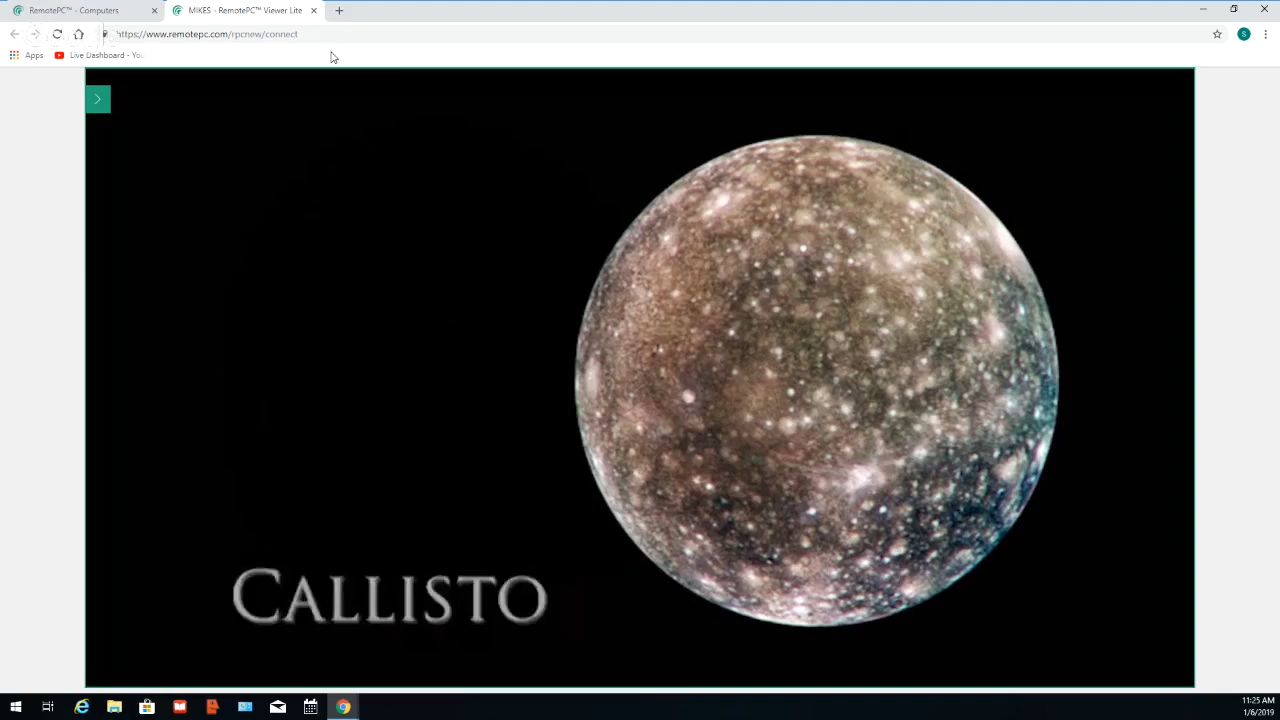 RemotePC™ - Computers
MIKES - RemotePC™ Viewer Lite
https://www.remotepc.com/rpcnew/connect
S
Apps
Live Dashboard - You
CALLISTO
11:25 AM
1/6/2019